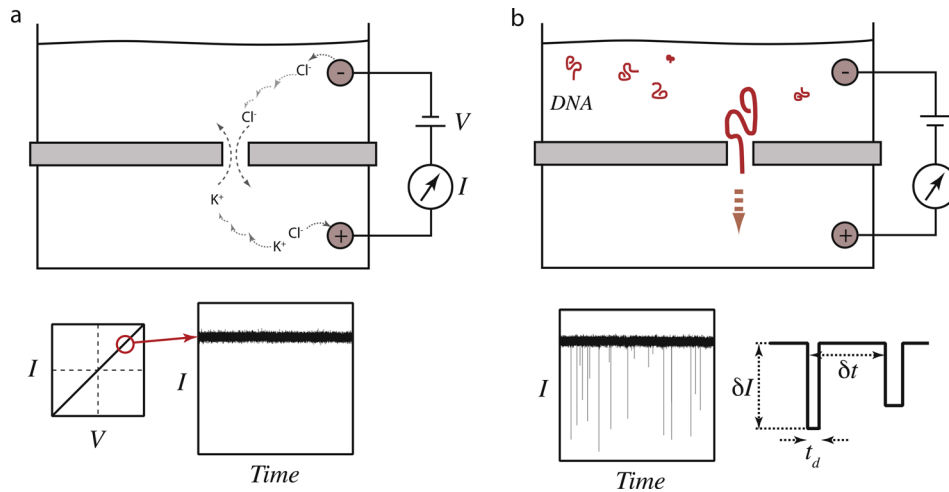 a
Cl⁻
-
Cl⁻
V
I
K⁺
Cl⁻
+
K⁺
I
V
I
Time
b
DNA
-
+
I
Time
δI
δt
t_d